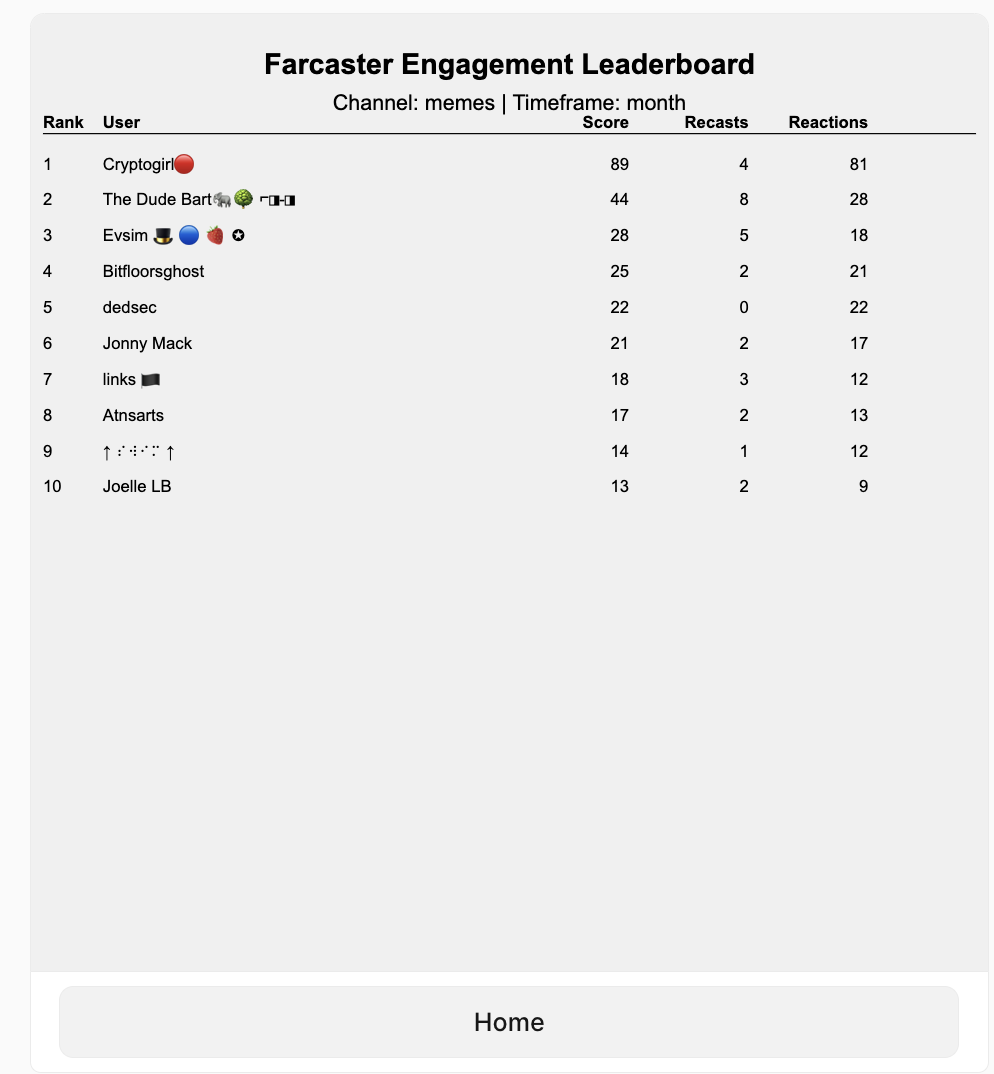 Farcaster Engagement Leaderboard
Channel: memes | Timeframe: month
Rank User Score Recasts Reactions
1 Cryptogirl🔴 89 4 81
2 The Dude Bart🐘🌳 ⌐◨-◨ 44 8 28
3 Evsim 🎩 🔵 🍓 ✪ 28 5 18
4 Bitfloorsghost 25 2 21
5 dedsec 22 0 22
6 Jonny Mack 21 2 17
7 links 🏴 18 3 12
8 Atnsarts 17 2 13
9 ↑ ↑ 14 1 12
10 Joelle LB 13 2 9
Home